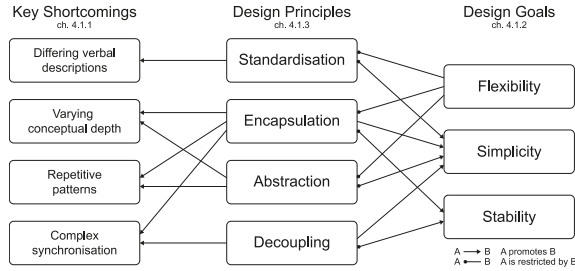 Key Shortcomings
ch. 4.1.1
Design Principles
ch. 4.1.3
Design Goals
ch. 4.1.2
Differing verbal
descriptions
Varying
conceptual depth
Repetitive
patterns
Complex
synchronisation
Standardisation
Encapsulation
Abstraction
Decoupling
Flexibility
Simplicity
Stability
A B A promotes B
A B A is restricted by B